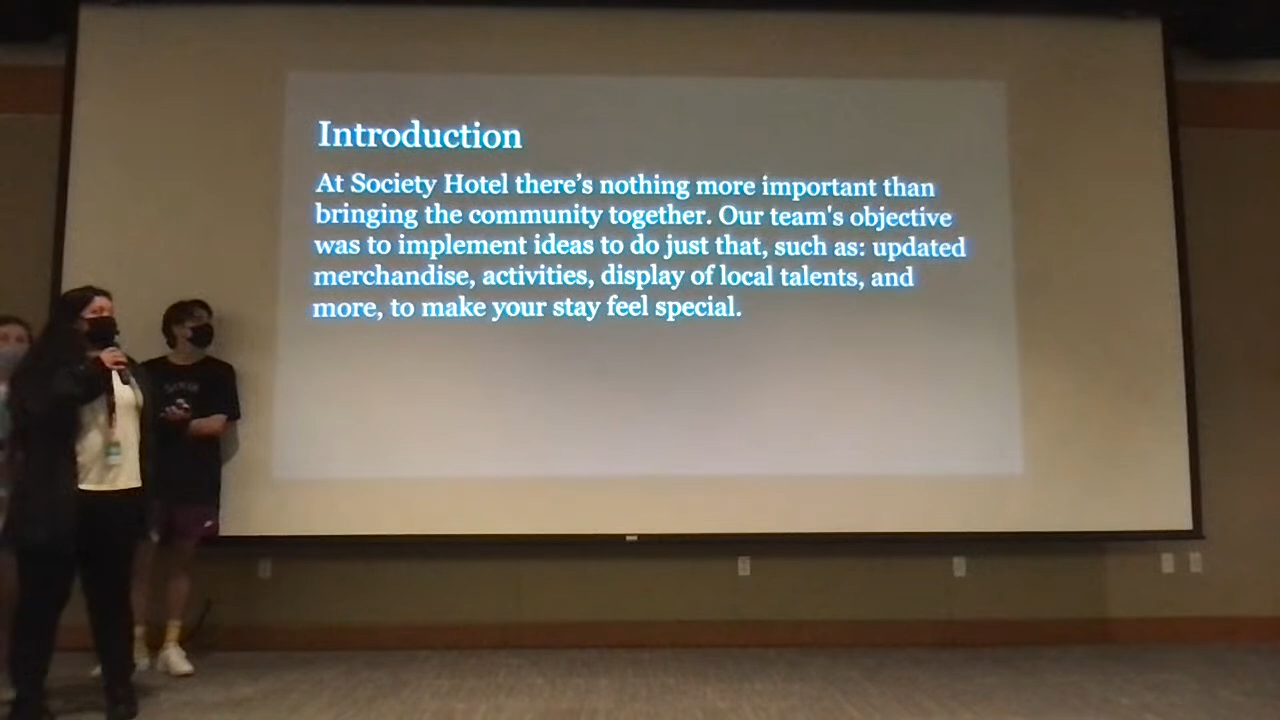 Introduction
At Society Hotel there’s nothing more important than
bringing the community together. Our team's objective
was to implement ideas to do just that, such as: updated
merchandise, activities, display of local talents, and
more, to make your stay feel special.